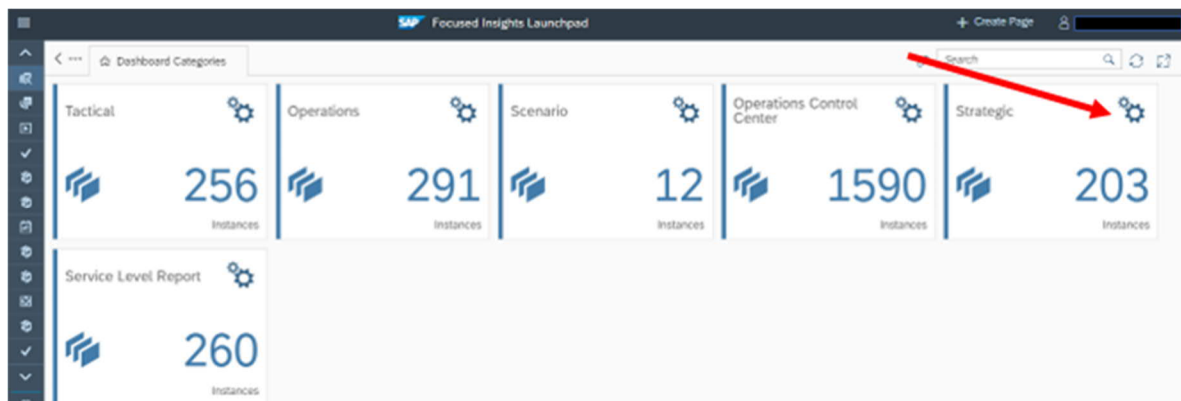 SAP Focused Insights Launchpad
+ Create Page
Dashboard Categories
Search
Tactical
256
Instances
Operations
291
Instances
Scenario
12
Instances
Operations Control
Center
1590
Instances
Strategic
203
Instances
Service Level Report
260
Instances